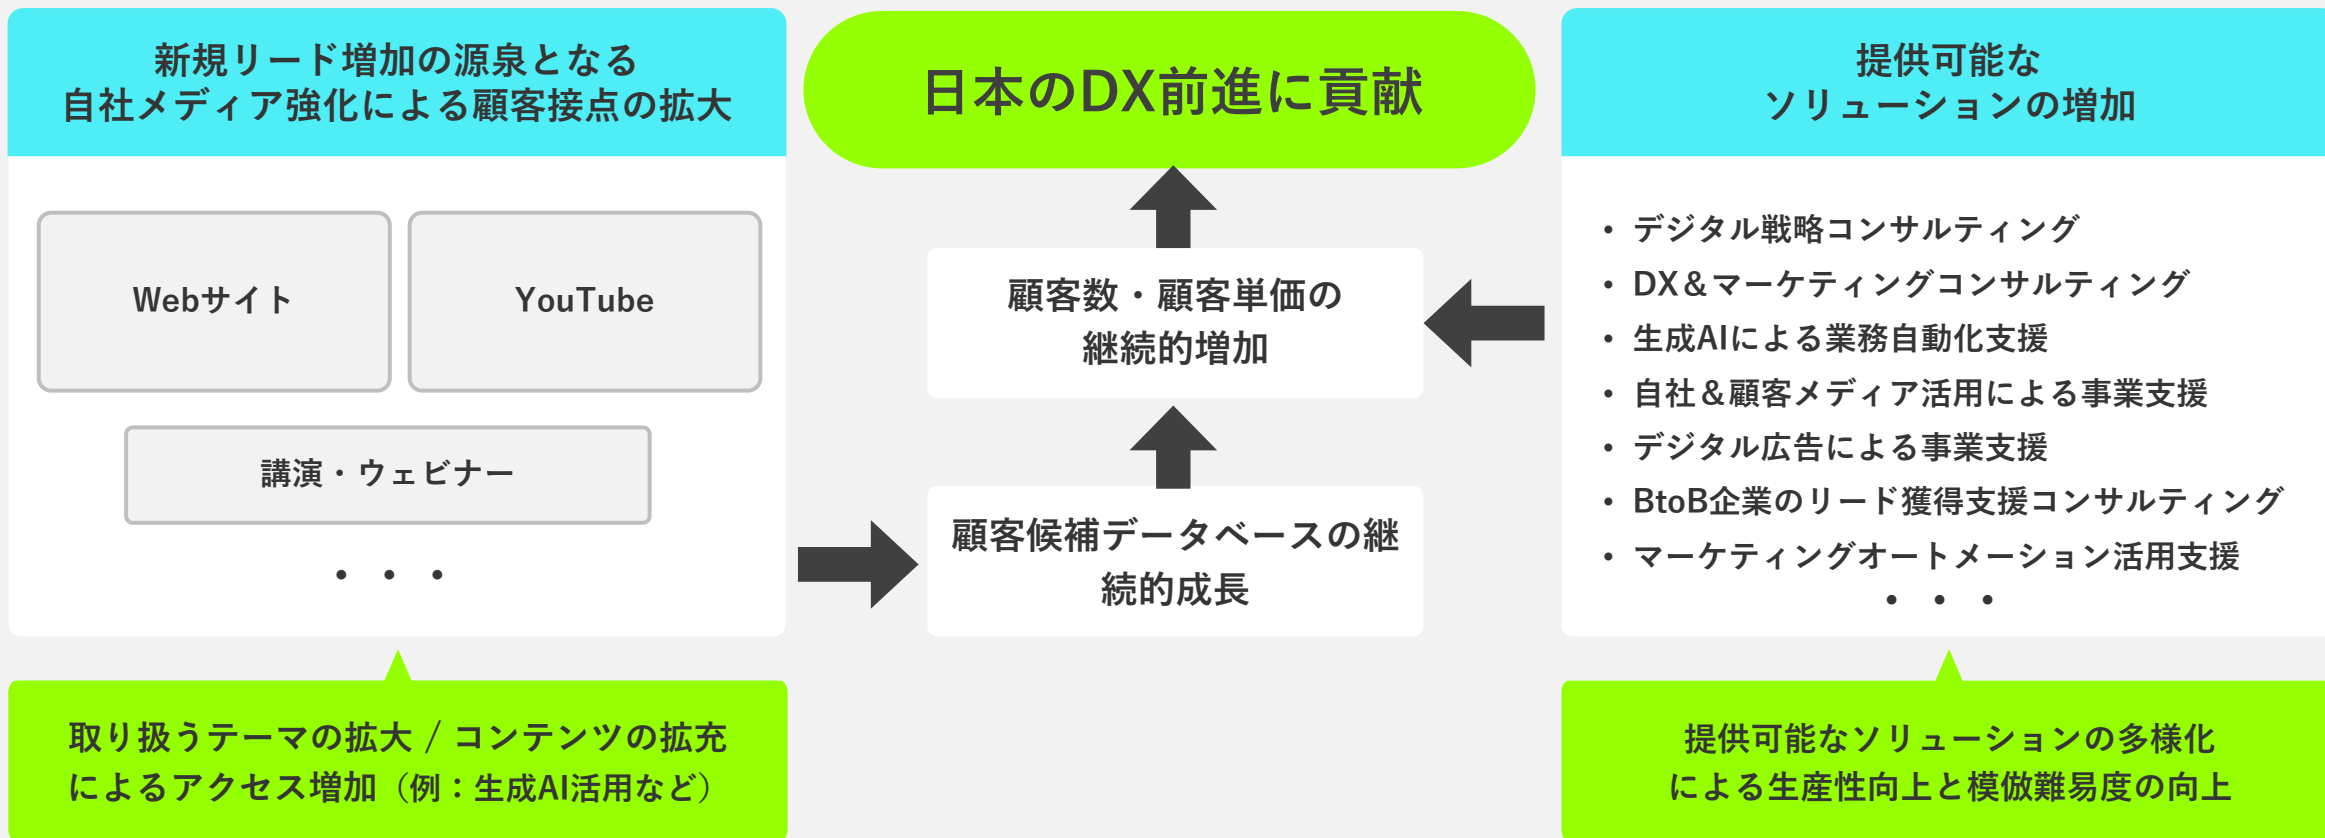 新規リード増加の源泉となる
自社メディア強化による顧客接点の拡大
Webサイト
YouTube
講演・ウェビナー
・・・
取り扱うテーマの拡大 / コンテンツの拡充
によるアクセス増加（例：生成AI活用など）
日本のDX前進に貢献
顧客数・顧客単価の
継続的増加
顧客候補データベースの継
続的成長
提供可能な
ソリューションの増加
・デジタル戦略コンサルティング
・DX＆マーケティングコンサルティング
・生成AIによる業務自動化支援
・自社＆顧客メディア活用による事業支援
・デジタル広告による事業支援
・BtoB企業のリード獲得支援コンサルティング
・マーケティングオートメーション活用支援
・・・
提供可能なソリューションの多様化
による生産性向上と模倣難易度の向上